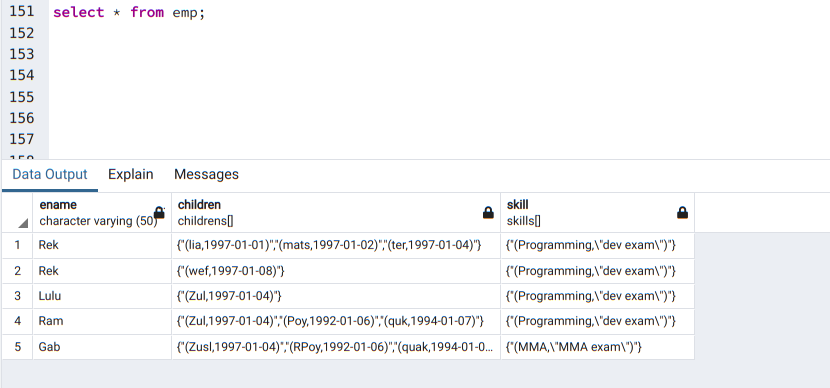 151 select * from emp;
152
153
154
155
156
157
Data Output Explain Messages
ename children skill
character varying (50) childrens[] skills[]
1 Rek {"(lia,1997-01-01)","(mats,1997-01-02)","(ter,1997-01-04)"} {"(Programming,\"dev exam\")"}
2 Rek {"(wef,1997-01-08)"} {"(Programming,\"dev exam\")"}
3 Lulu {"(Zul,1997-01-04)"} {"(Programming,\"dev exam\")"}
4 Ram {"(Zul,1997-01-04)","(Poy,1992-01-06)","(quk,1994-01-07)"} {"(Programming,\"dev exam\")"}
5 Gab {"(Zusl,1997-01-04)","(RPoy,1992-01-06)","(quak,1994-01-0... {"(MMA,\"MMA exam\")"}